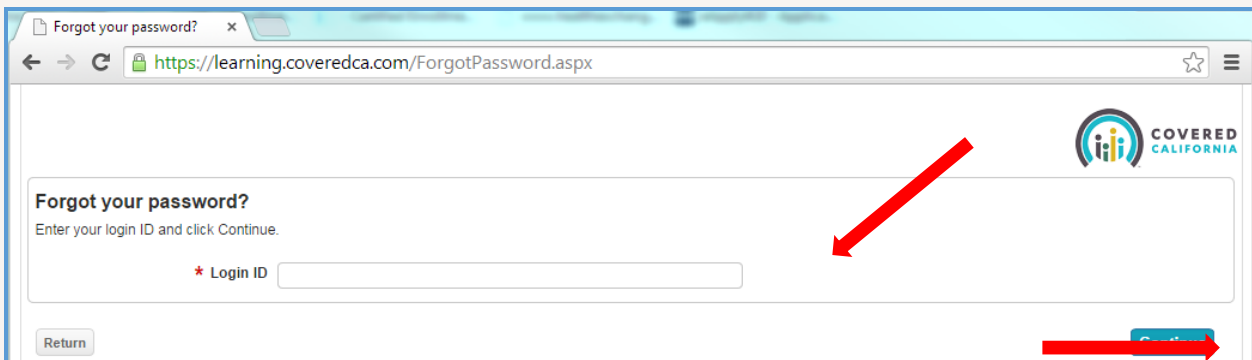 Forgot your password?
https://learning.coveredca.com/ForgotPassword.aspx
COVERED
CALIFORNIA
Forgot your password?
Enter your login ID and click Continue.
* Login ID
Return
Continue